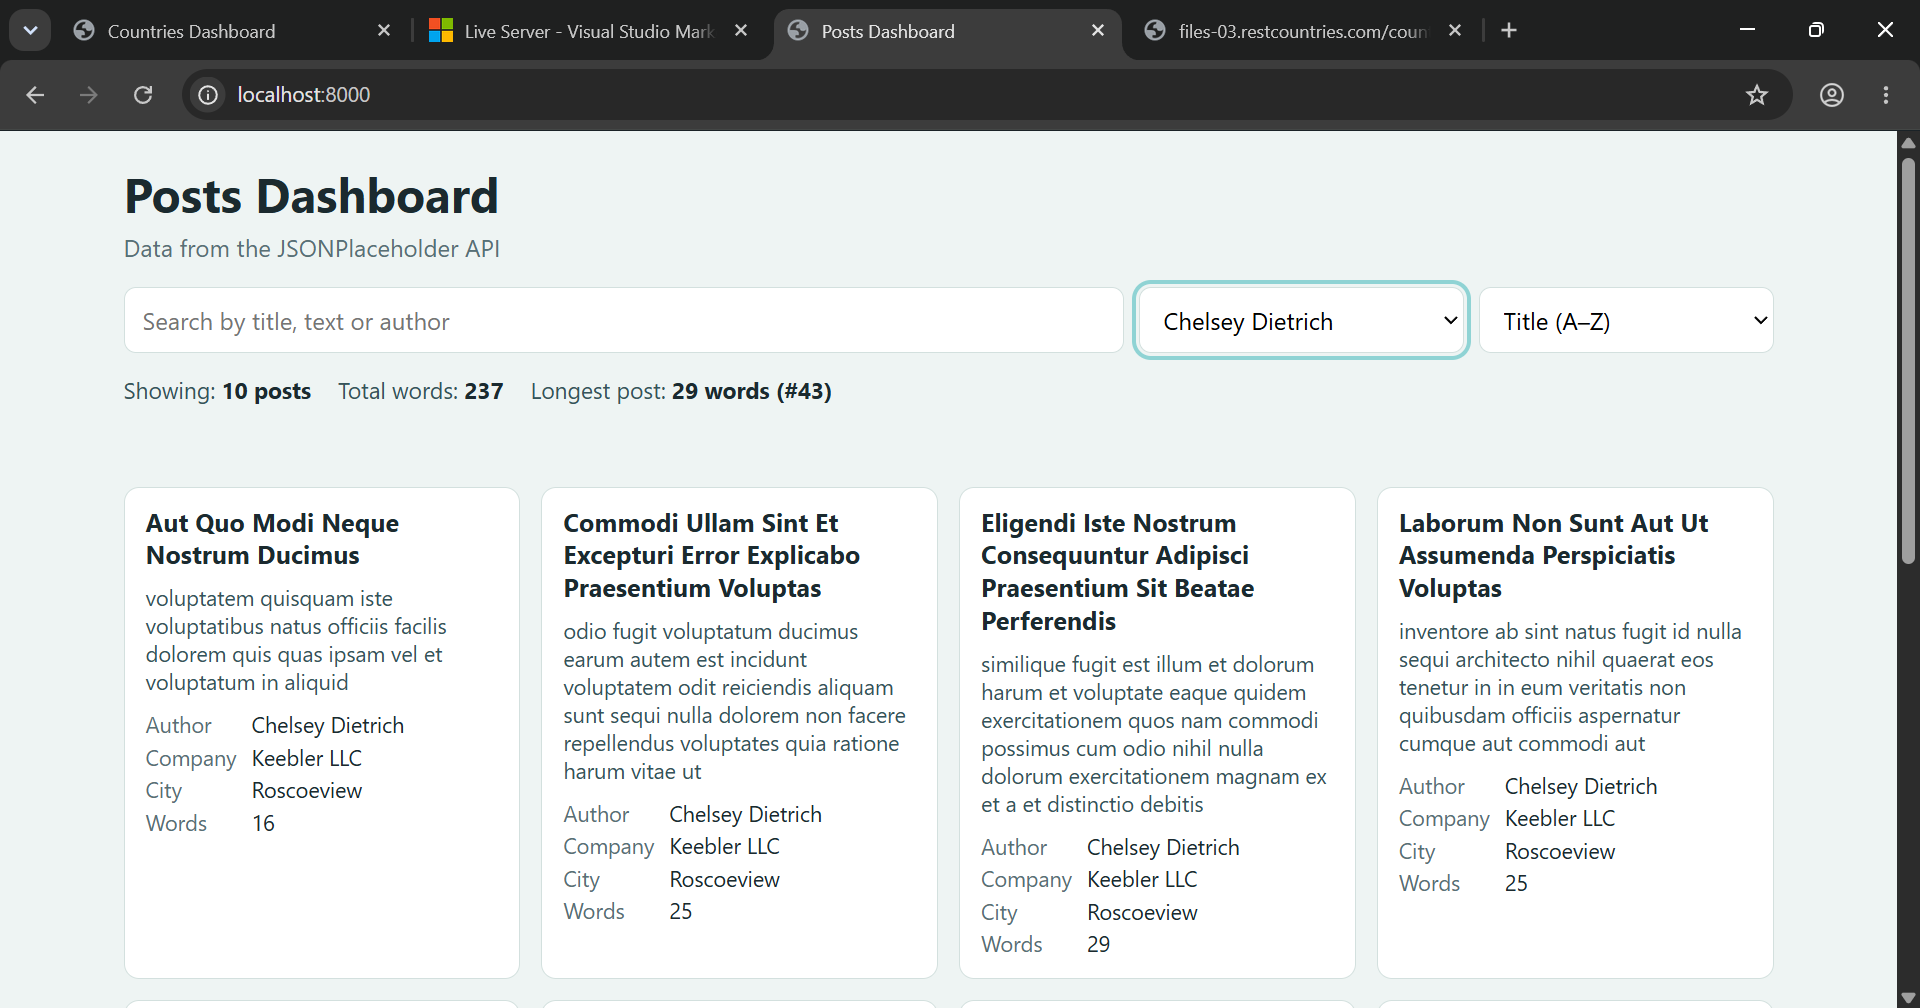 Countries Dashboard
Live Server - Visual Studio Mark
Posts Dashboard
files-03.restcountries.com/coun
localhost:8000
Posts Dashboard
Data from the JSONPlaceholder API
Search by title, text or author
Chelsey Dietrich
Title (A–Z)
Showing: 10 posts Total words: 237 Longest post: 29 words (#43)
Aut Quo Modi Neque
Nostrum Ducimus
voluptatem quisquam iste
voluptatibus natus officiis facilis
dolorem quis quas ipsam vel et
voluptatum in aliquid
Author Chelsey Dietrich
Company Keebler LLC
City Roscoeview
Words 16
Commodi Ullam Sint Et
Excepturi Error Explicabo
Praesentium Voluptas
odio fugit voluptatum ducimus
earum autem est incidunt
voluptatem odit reiciendis aliquam
sunt sequi nulla dolorem non facere
repellendus voluptates quia ratione
harum vitae ut
Author Chelsey Dietrich
Company Keebler LLC
City Roscoeview
Words 25
Eligendi Iste Nostrum
Consequuntur Adipisci
Praesentium Sit Beatae
Perferendis
similique fugit est illum et dolorum
harum et voluptate eaque quidem
exercitationem quos nam commodi
possimus cum odio nihil nulla
dolorum exercitationem magnam ex
et a et distinctio debitis
Author Chelsey Dietrich
Company Keebler LLC
City Roscoeview
Words 29
Laborum Non Sunt Aut Ut
Assumenda Perspiciatis
Voluptas
inventore ab sint natus fugit id nulla
sequi architecto nihil quaerat eos
tenetur in in eum veritatis non
quibusdam officiis aspernatur
cumque aut commodi aut
Author Chelsey Dietrich
Company Keebler LLC
City Roscoeview
Words 25